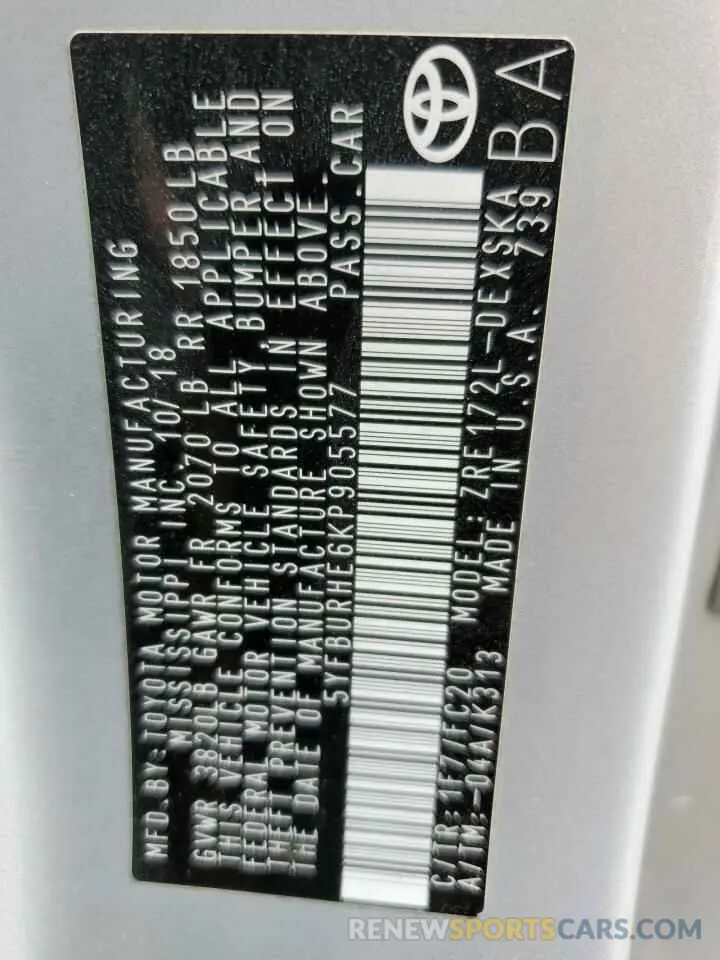 MFD. BY: TOYOTA MOTOR MANUFACTURING
MISSISSIPPI INC. 10/18
GVWR 3820LB GAWR FR 2070 LB RR 1850LB
THIS VEHICLE CONFORMS TO ALL APPLICABLE
FEDERAL MOTOR VEHICLE SAFETY, BUMPER, AND
THEFT PREVENTION STANDARDS IN EFFECT ON
THE DATE OF MANUFACTURE SHOWN ABOVE.
5YFBURHE6KP905577 PASS.CAR
C/TR: 1F7/FC20 MODEL: ZRE172L-DEXSKA
A/TM:-04A/K313 MADE IN U.S.A. 739 BA
RENEWSPORTSCARS.COM